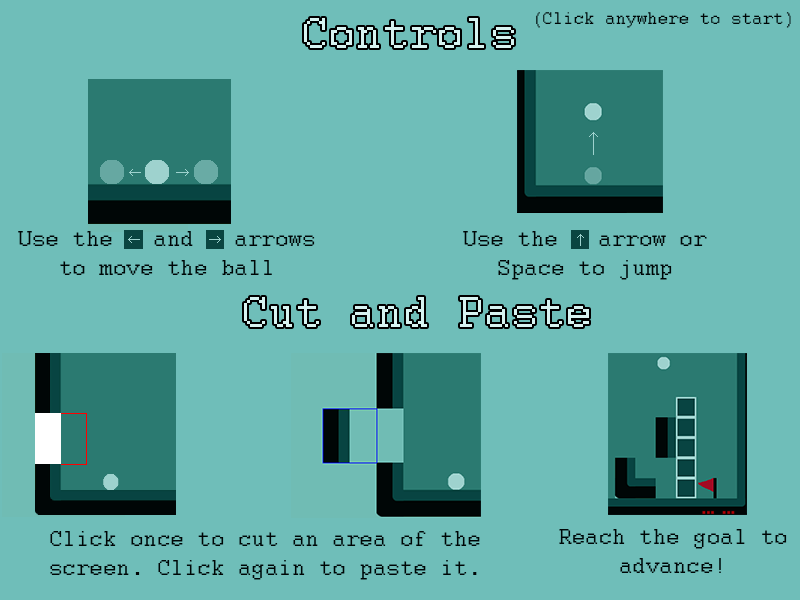 Controls
(Click anywhere to start)
Use the ← and → arrows
to move the ball
Use the ↑ arrow or
Space to jump
Cut and Paste
Click once to cut an area of the
screen. Click again to paste it.
Reach the goal to
advance!